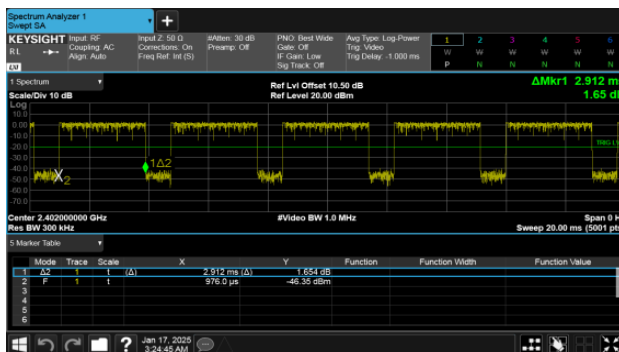 Spectrum Analyzer 1
Swept SA
KEYSIGHT Input: RF Input Z: 50 Ω #Atten: 30 dB PNO: Best Wide Avg Type: Log-Power 1 2 3 4 5 6
RL Coupling: AC Corrections: On Preamp: Off Gate: Off Trig: Video W W W W W W
Align: Auto Freq Ref: Int (S) IF Gain: Low Trig Delay: -1.000 ms P N N N N N
LXI Sig Track: Off
1 Spectrum Ref Lvl Offset 10.50 dB ΔMkr1 2.912 m
Scale/Div 10 dB Ref Level 20.00 dBm 1.65 d
Log
10.0
0.00
-10.0
-20.0 TRIG LV
-30.0
-40.0 1Δ2
-50.0 X2
-60.0
-70.0
Center 2.402000000 GHz #Video BW 1.0 MHz Span 0 H
Res BW 300 kHz Sweep 20.00 ms (5001 pts
5 Marker Table
Mode Trace Scale X Y Function Function Width Function Value
1 Δ2 1 t (Δ) 2.912 ms (Δ) 1.654 dB
2 F 1 t 976.0 µs -46.35 dBm
3
4
5
6
? Jan 17, 2025
3:24:45 AM